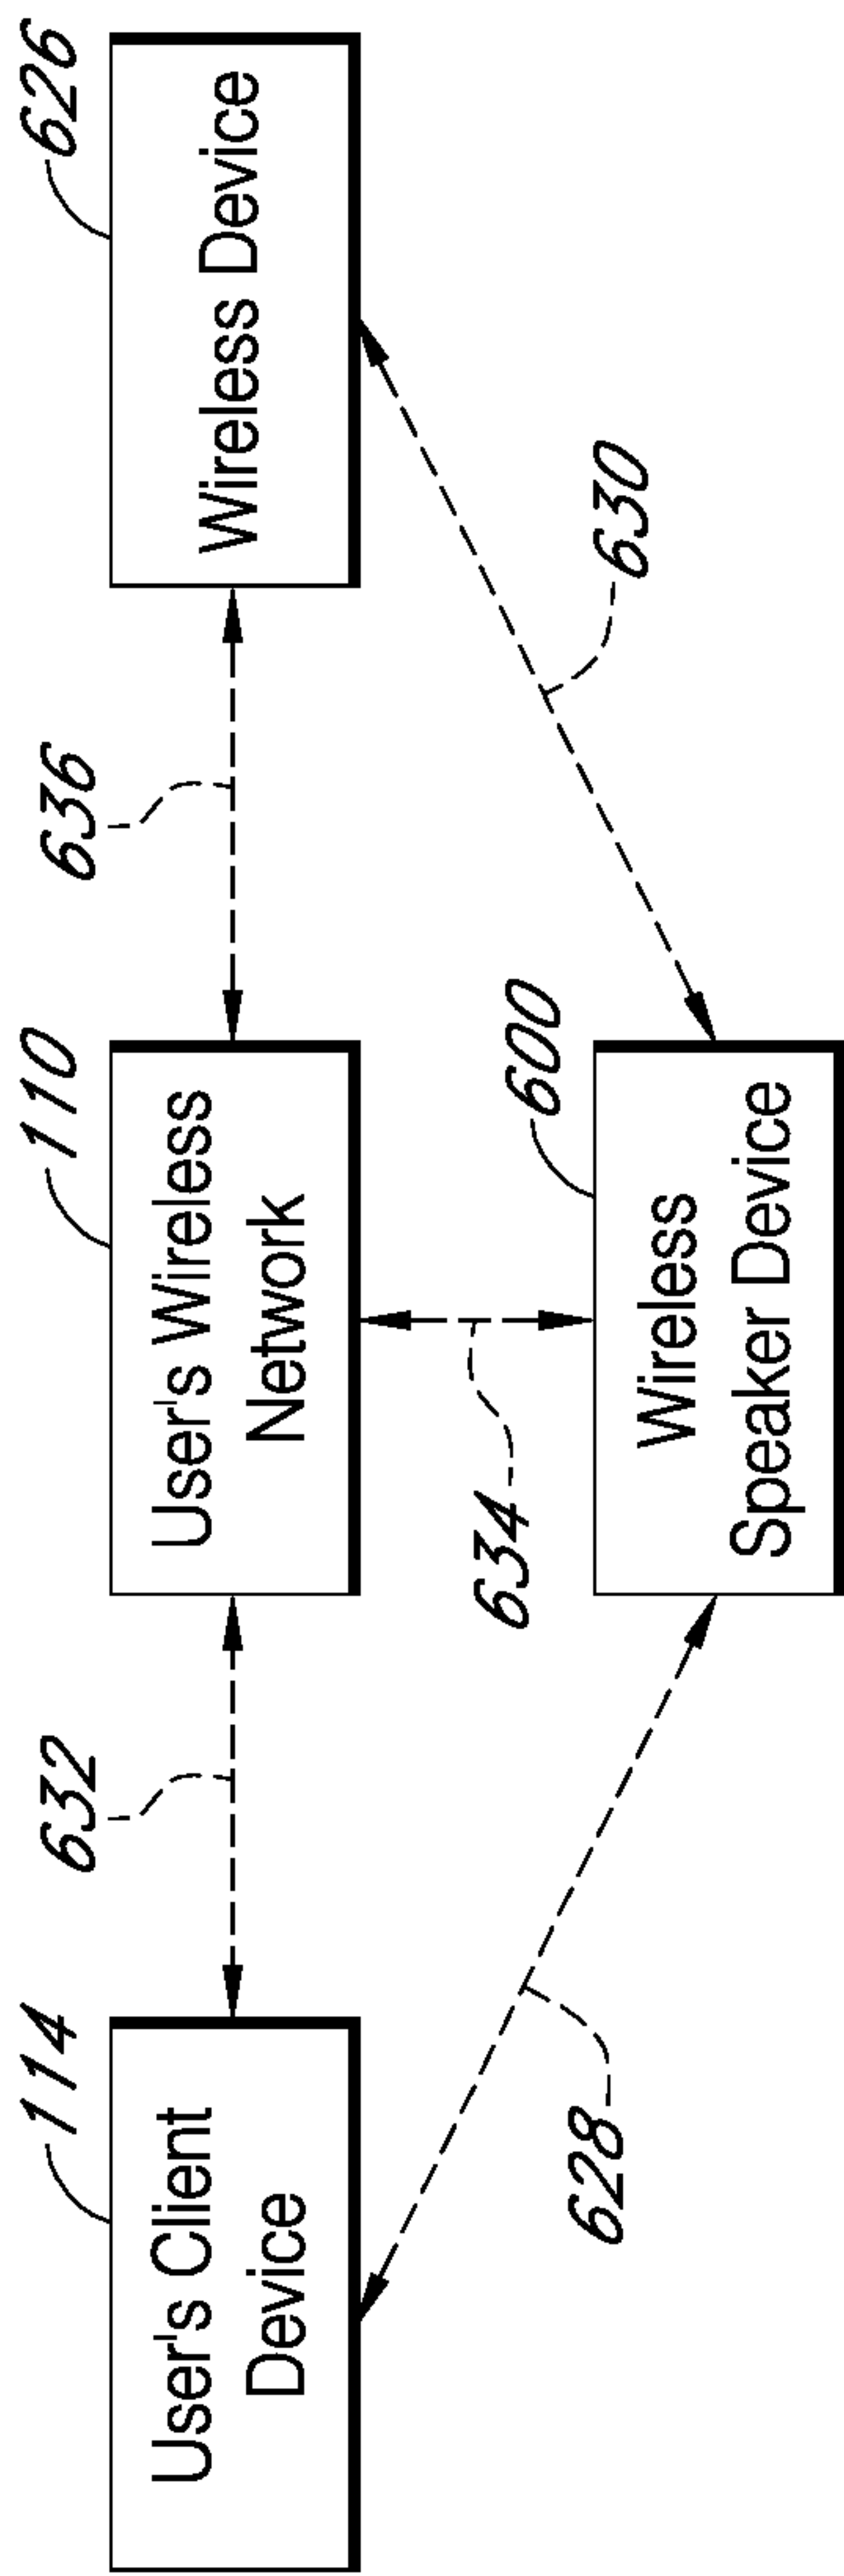 114
User's Client
Device
632
110
User's Wireless
Network
636
626
Wireless Device
628
634
600
Wireless
Speaker Device
630